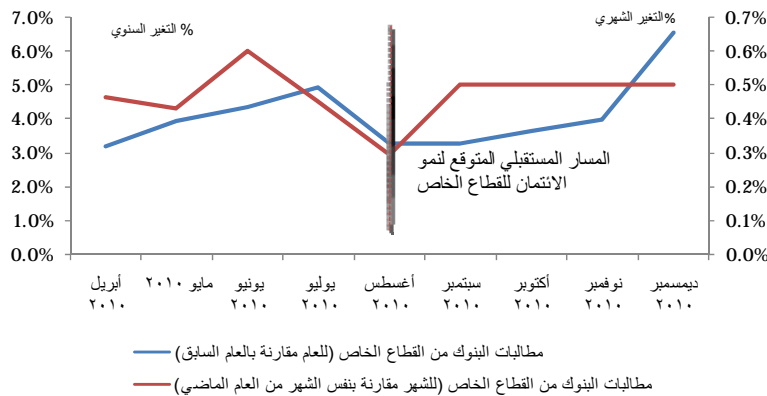 % التغير السنوي
%التغير الشهري
7.0%
6.0%
5.0%
4.0%
3.0%
2.0%
1.0%
0.0%
0.7%
0.6%
0.5%
0.4%
0.3%
0.2%
0.1%
0.0%
المسار المستقبلي المتوقع لنمو
الائتمان للقطاع الخاص
أبريل
٢٠١٠
مايو ٢٠١٠
يونيو
٢٠١٠
يوليو
٢٠١٠
أغسطس
٢٠١٠
سبتمبر
٢٠١٠
أكتوبر
٢٠١٠
نوفمبر
٢٠١٠
ديمسمبر
٢٠١٠
مطالبات البنوك من القطاع الخاص (للعام مقارنة بالعام السابق)
مطالبات البنوك من القطاع الخاص (للشهر مقارنة بنفس الشهر من العام الماضي)